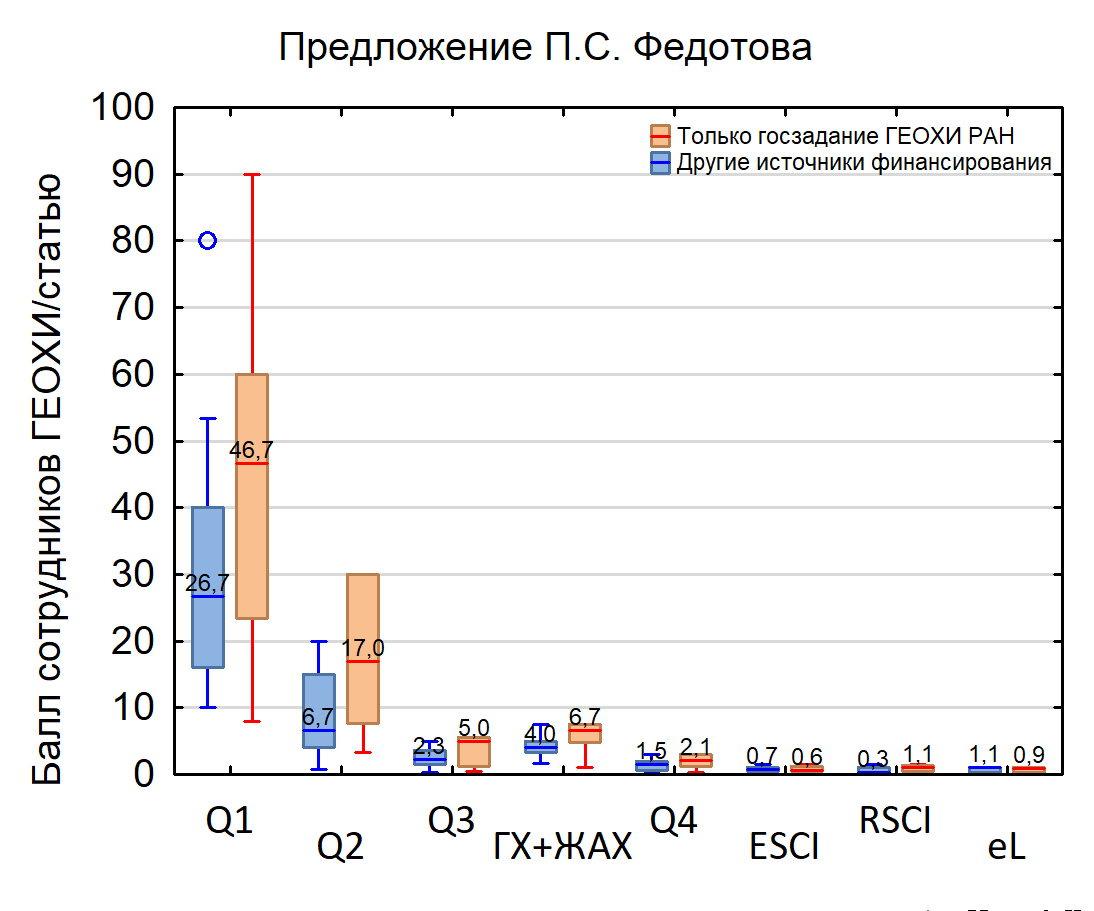 Предложение П.С. Федотова
Только госзадание ГЕОХИ РАН
Другие источники финансирования
Балл сотрудников ГЕОХИ/статью
100
90
80
70
60
50
40
30
20
10
0
26,7
46,7
6,7
17,0
2,3
5,0
4,0
6,7
1,5
2,1
0,7
0,6
0,3
1,1
1,1
0,9
Q1
Q2
Q3
ГХ+ЖАХ
Q4
ESCI
RSCI
eL